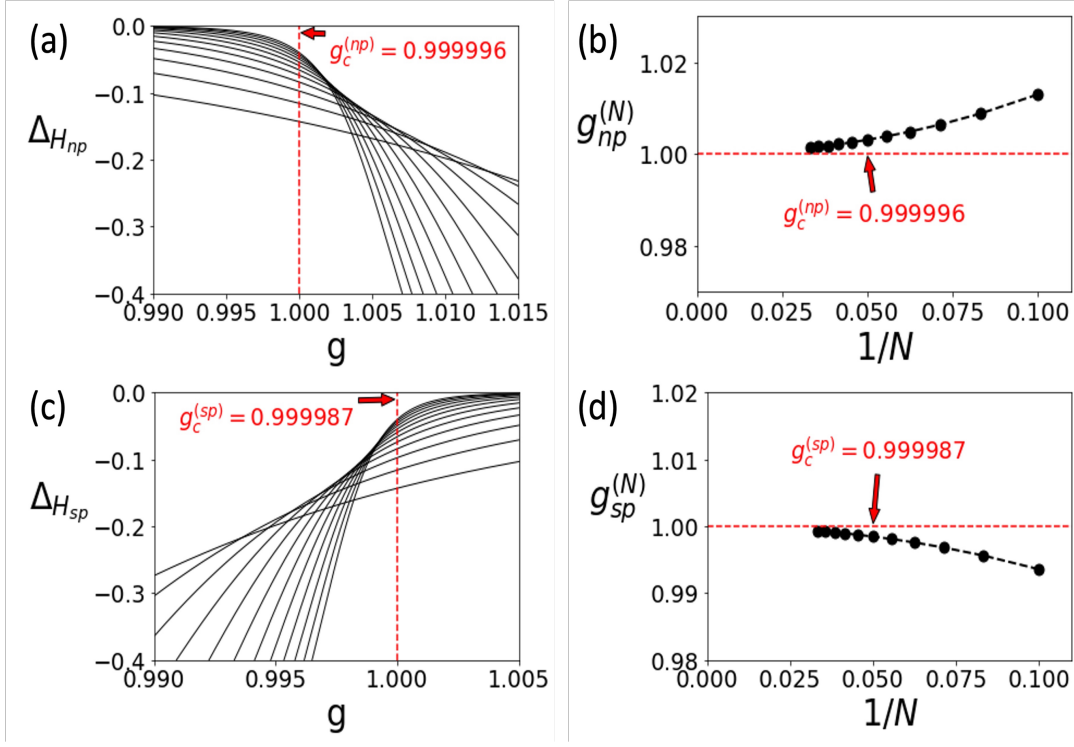 (a)
0.0
−0.1
−0.2
−0.3
−0.4
Δ_{H_{np}}
g_c^{(np)} = 0.999996
0.990 0.995 1.000 1.005 1.010 1.015
g
(b)
1.02
1.00
0.98
g_{np}^{(N)}
g_c^{(np)} = 0.999996
0.000 0.025 0.050 0.075 0.100
1/N
(c)
0.0
−0.1
−0.2
−0.3
−0.4
Δ_{H_{sp}}
g_c^{(sp)} = 0.999987
0.990 0.995 1.000 1.005
g
(d)
1.02
1.01
1.00
0.99
0.98
g_{sp}^{(N)}
g_c^{(sp)} = 0.999987
0.000 0.025 0.050 0.075 0.100
1/N